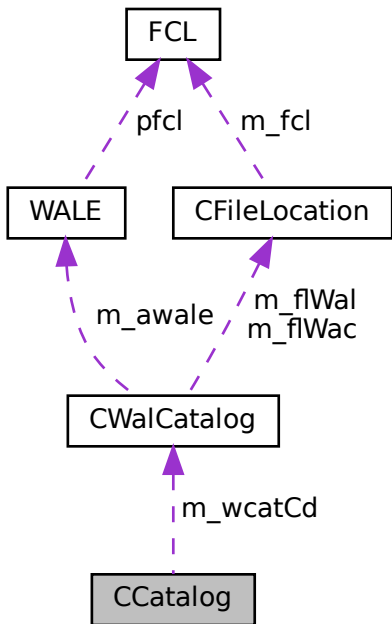 FCL
pfcl
m_fcl
WALE
CFileLocation
m_awale
m_flWal
m_flWac
CWalCatalog
m_wcatCd
CCatalog